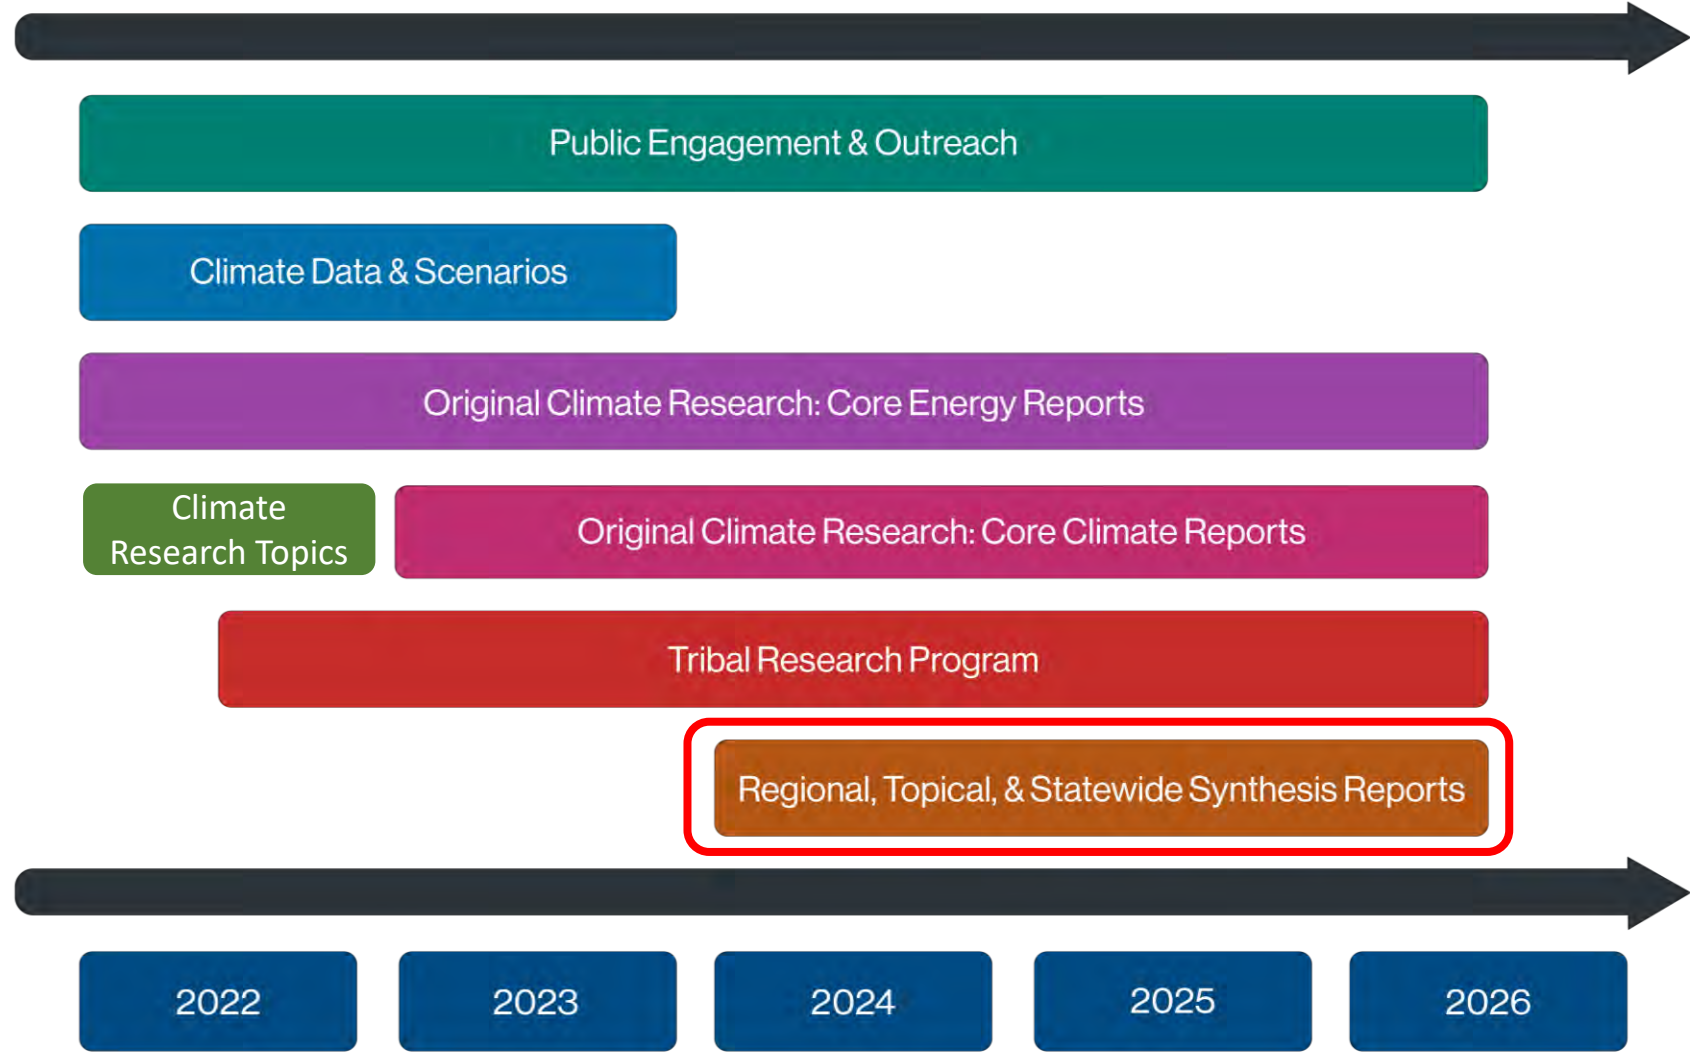 Public Engagement & Outreach
Climate Data & Scenarios
Original Climate Research: Core Energy Reports
Climate
Research Topics
Original Climate Research: Core Climate Reports
Tribal Research Program
Regional, Topical, & Statewide Synthesis Reports
2022
2023
2024
2025
2026